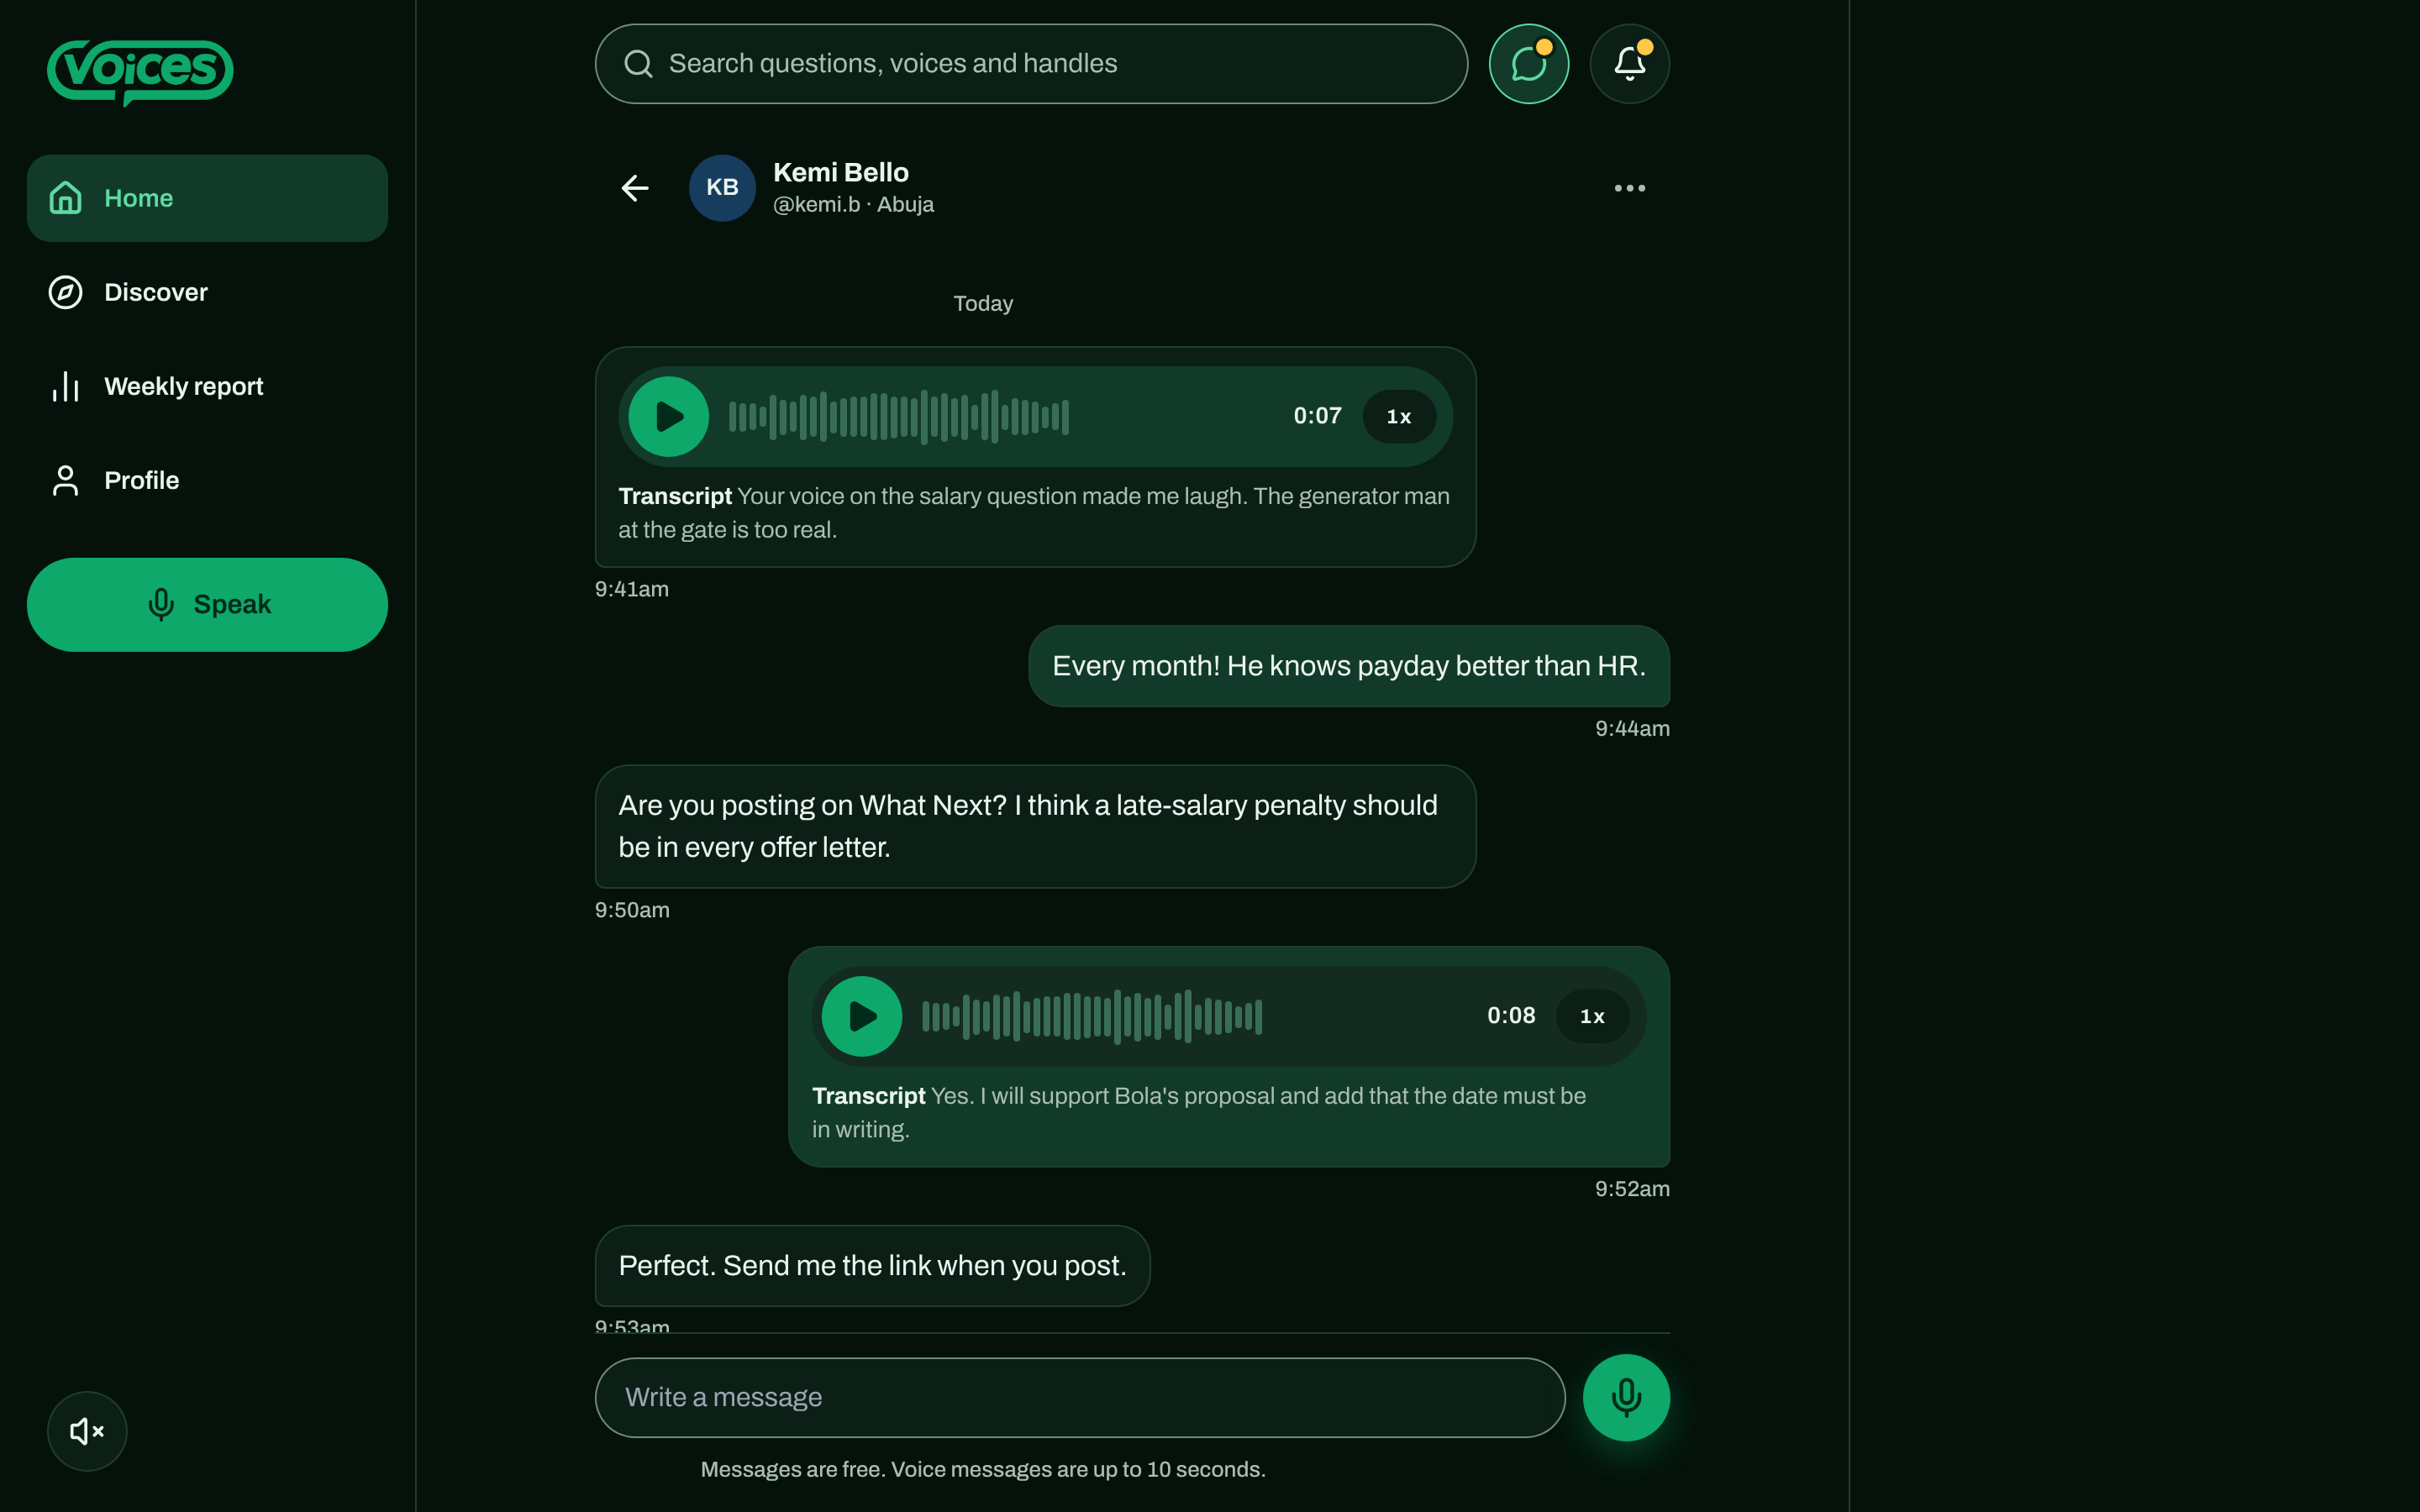 Voices
Search questions, voices and handles
Home
Discover
Weekly report
Profile
Speak
KB
Kemi Bello
@kemi.b · Abuja
Today
0:07
1x
Transcript Your voice on the salary question made me laugh. The generator man
at the gate is too real.
9:41am
Every month! He knows payday better than HR.
9:44am
Are you posting on What Next? I think a late-salary penalty should
be in every offer letter.
9:50am
0:08
1x
Transcript Yes. I will support Bola's proposal and add that the date must be
in writing.
9:52am
Perfect. Send me the link when you post.
9:53am
Write a message
Messages are free. Voice messages are up to 10 seconds.